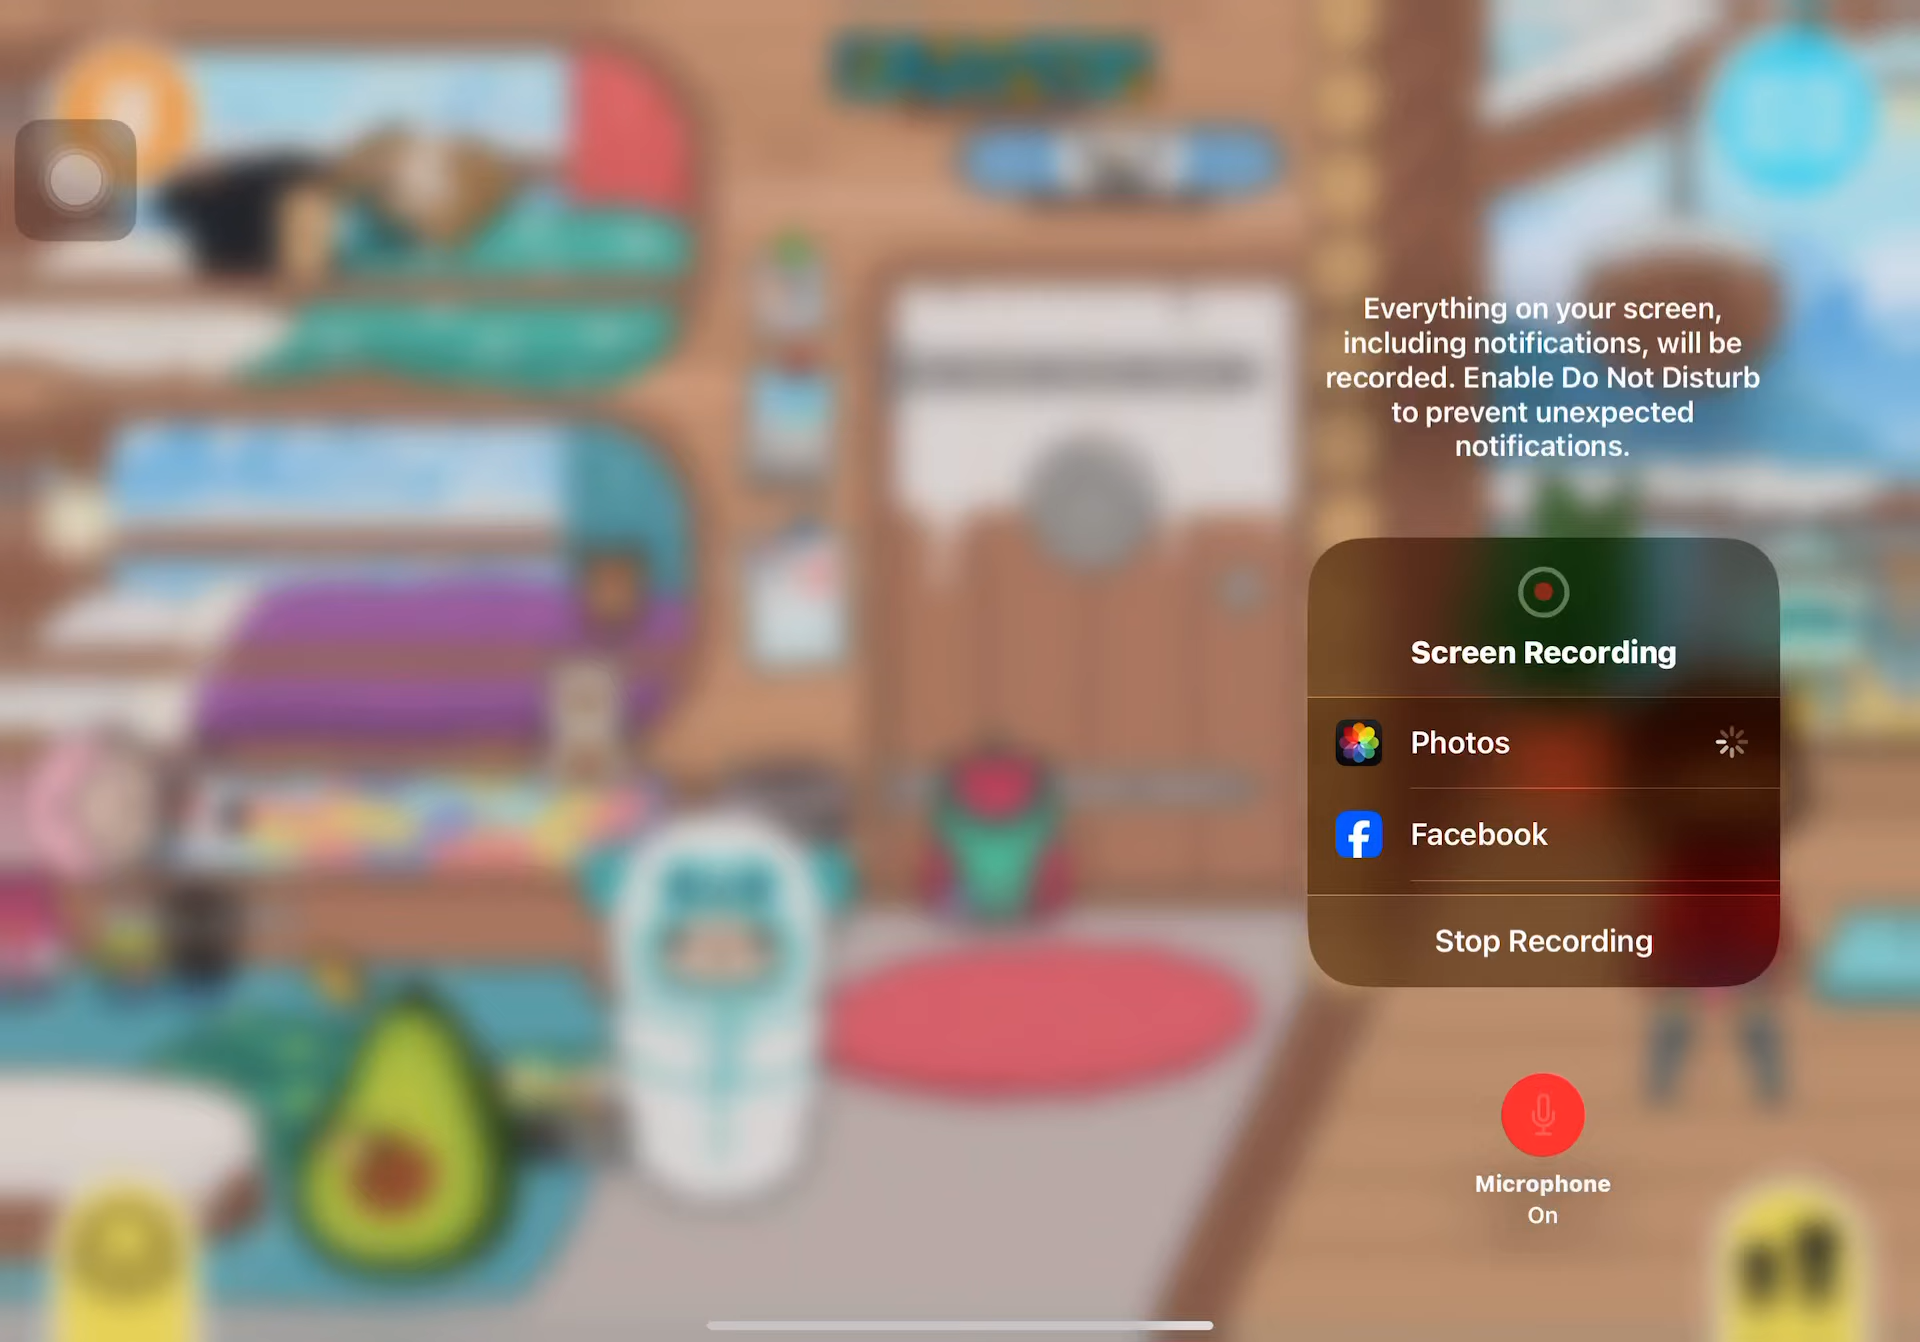 Everything on your screen,
including notifications, will be
recorded. Enable Do Not Disturb
to prevent unexpected
notifications.
Screen Recording
Photos
Facebook
Stop Recording
Microphone
On